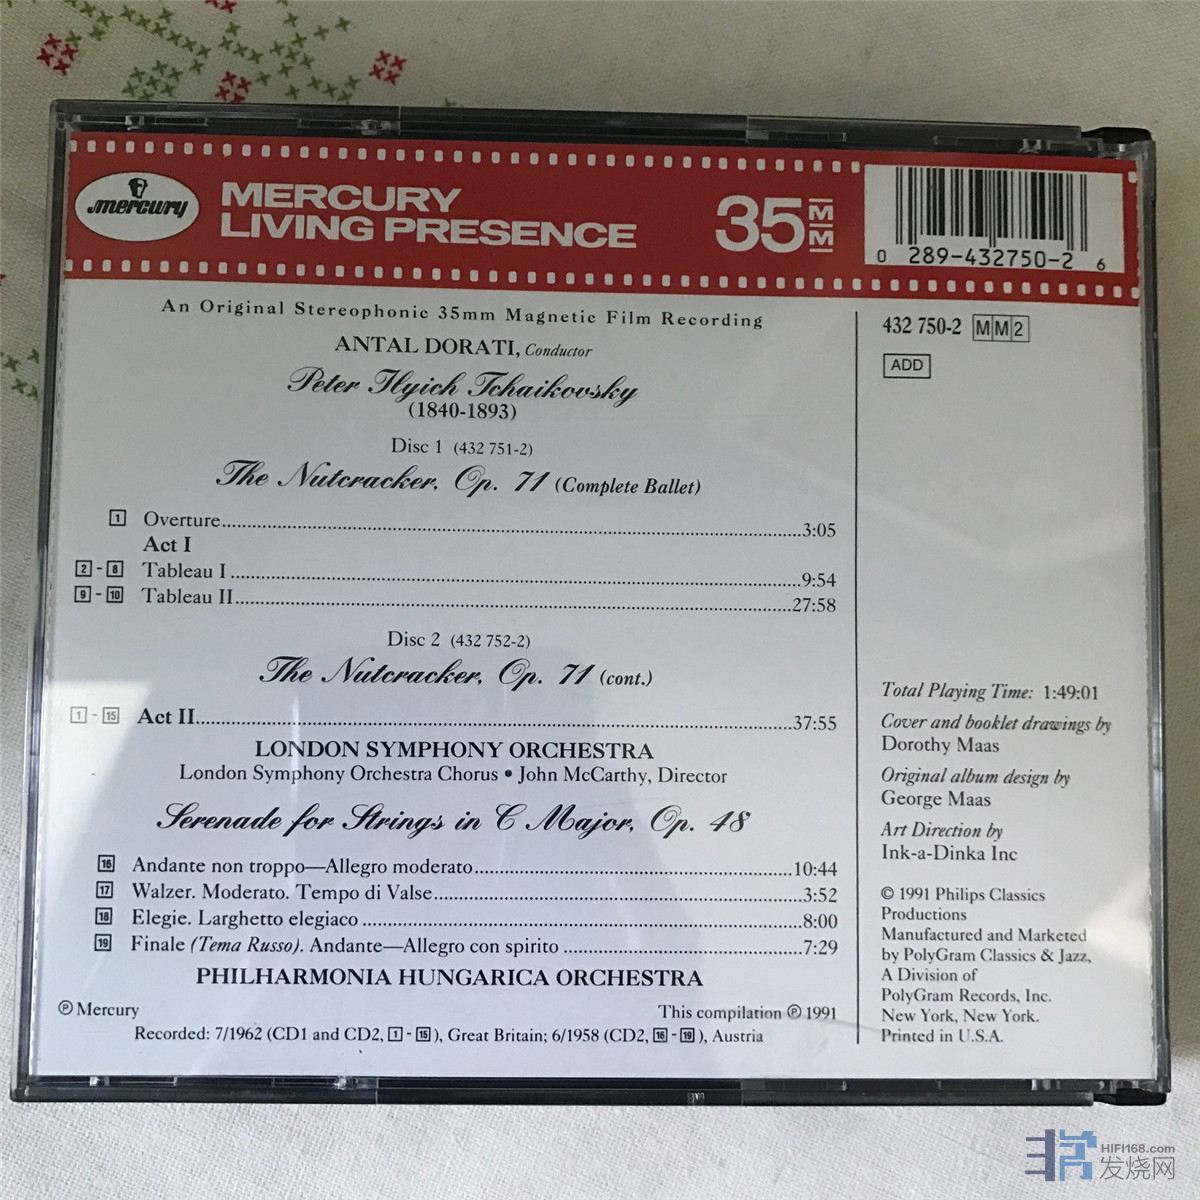 mercury
MERCURY
LIVING PRESENCE
35MM
0 289-432750-2 6
An Original Stereophonic 35mm Magnetic Film Recording
ANTAL DORATI, Conductor
Peter Ilyich Tchaikovsky
(1840-1893)
Disc 1 (432 751-2)
The Nutcracker, Op. 71 (Complete Ballet)
1 Overture 3:05
Act I
2 - 8 Tableau I 9:54
9 - 10 Tableau II 27:58
Disc 2 (432 752-2)
The Nutcracker, Op. 71 (cont.)
1 - 15 Act II 37:55
LONDON SYMPHONY ORCHESTRA
London Symphony Orchestra Chorus • John McCarthy, Director
Serenade for Strings in C Major, Op. 48
16 Andante non troppo—Allegro moderato 10:44
17 Walzer. Moderato. Tempo di Valse 3:52
18 Elegie. Larghetto elegiaco 8:00
19 Finale (Tema Russo). Andante—Allegro con spirito 7:29
PHILHARMONIA HUNGARICA ORCHESTRA
℗ Mercury This compilation ℗ 1991
Recorded: 7/1962 (CD1 and CD2, 1 - 15), Great Britain; 6/1958 (CD2, 16 - 19), Austria
432 750-2 MM2
ADD
Total Playing Time: 1:49:01
Cover and booklet drawings by
Dorothy Maas
Original album design by
George Maas
Art Direction by
Ink-a-Dinka Inc
© 1991 Philips Classics
Productions
Manufactured and Marketed
by PolyGram Classics & Jazz,
A Division of
PolyGram Records, Inc.
New York, New York.
Printed in U.S.A.
HIFI168.com
发烧网